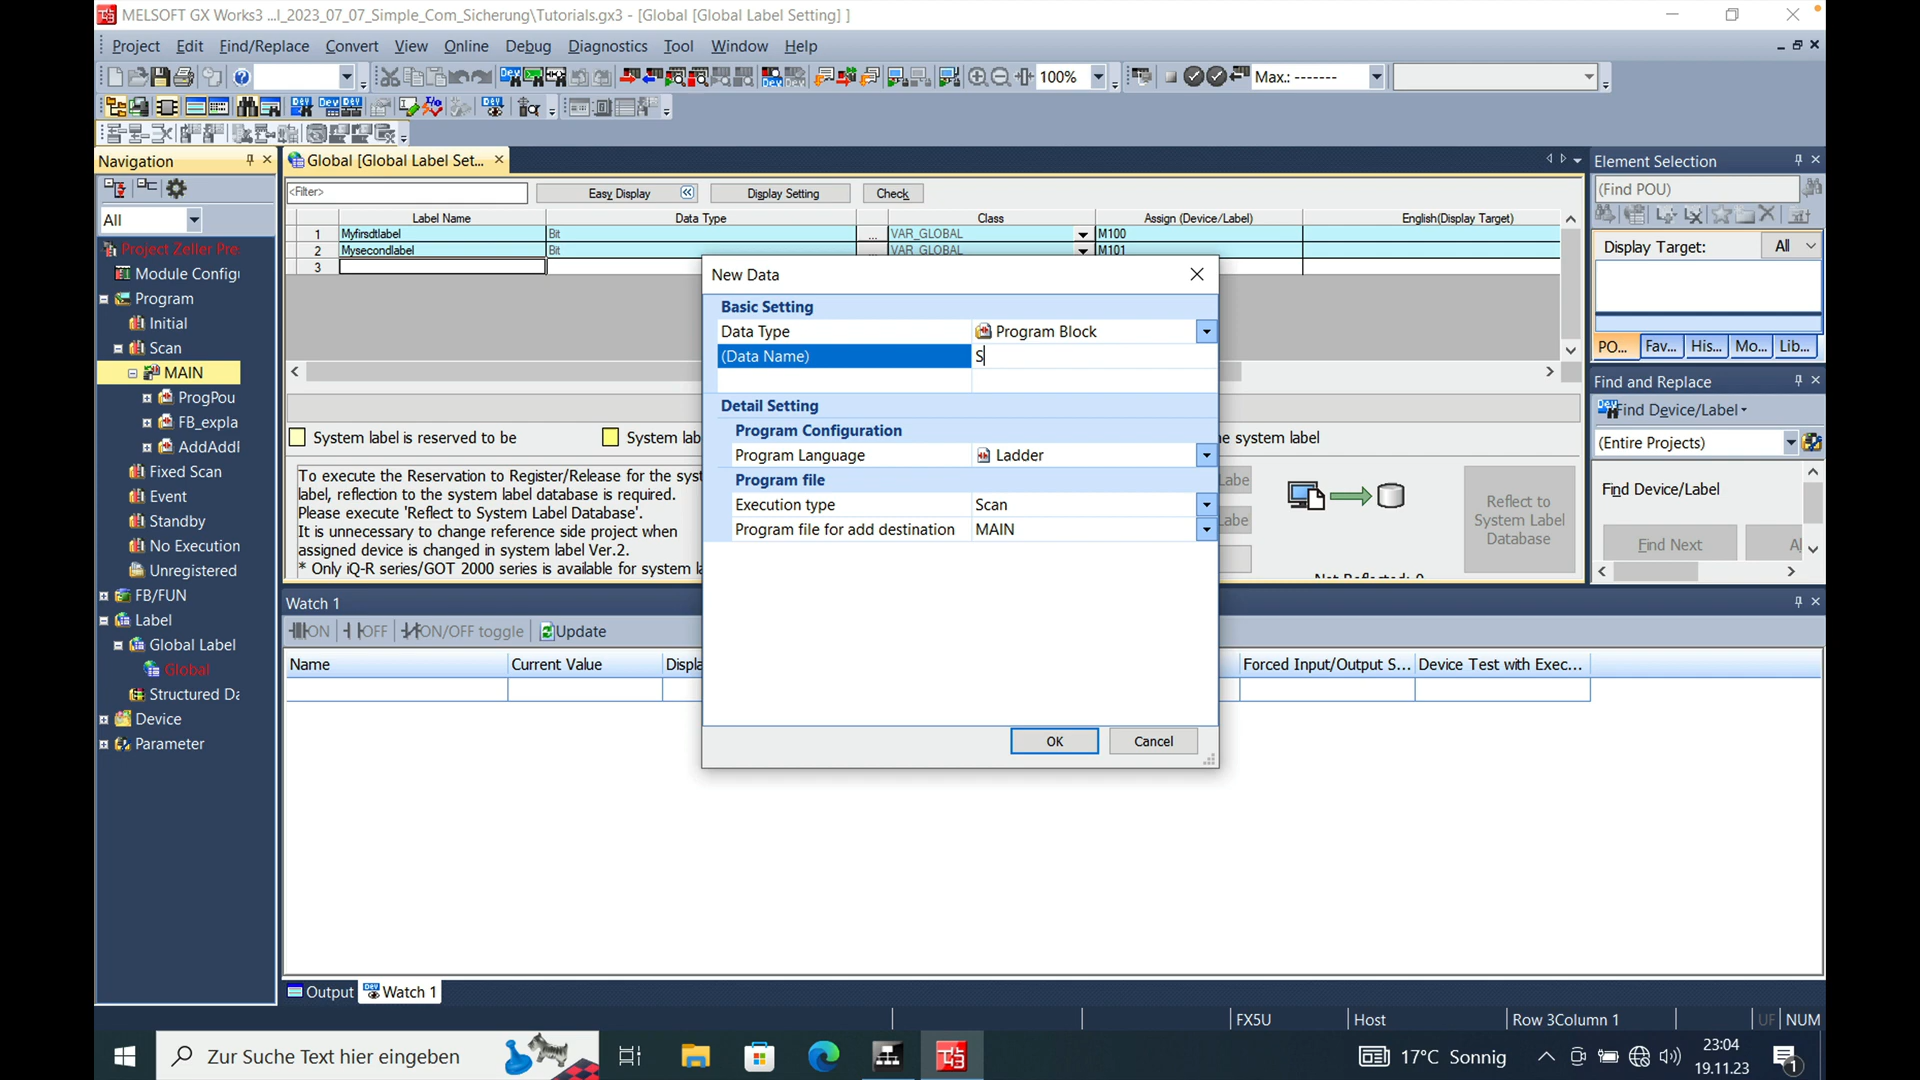 MELSOFT GX Works3 ...I_2023_07_07_Simple_Com_Sicherung\Tutorials.gx3 - [Global [Global Label Setting] ]
Project Edit Find/Replace Convert View Online Debug Diagnostics Tool Window Help
100% Max.: -------
Navigation
All
Project Zeller Pre
Module Config
Program
Initial
Scan
MAIN
ProgPou
FB_expla
AddAddI
Fixed Scan
Event
Standby
No Execution
Unregistered
FB/FUN
Label
Global Label
Global
Structured Da
Device
Parameter
Global [Global Label Set...
<Filter> Easy Display Display Setting Check
Label Name Data Type Class Assign (Device/Label) English(Display Target)
1 Myfirsdtlabel Bit ... VAR_GLOBAL M100
2 Mysecondlabel Bit ... VAR_GLOBAL M101
3
System label is reserved to be System lab e system label
To execute the Reservation to Register/Release for the syst
label, reflection to the system label database is required.
Please execute 'Reflect to System Label Database'.
It is unnecessary to change reference side project when
assigned device is changed in system label Ver.2.
* Only iQ-R series/GOT 2000 series is available for system la
Labe
Labe
Reflect to
System Label
Database
New Data
Basic Setting
Data Type Program Block
(Data Name) S
Detail Setting
Program Configuration
Program Language Ladder
Program file
Execution type Scan
Program file for add destination MAIN
OK Cancel
Element Selection
(Find POU)
Display Target: All
PO... Fav... His... Mo... Lib...
Find and Replace
Find Device/Label
(Entire Projects)
Find Device/Label
Find Next Al
Watch 1
ON OFF ON/OFF toggle Update
Name Current Value Displa Forced Input/Output S... Device Test with Exec...
Output Watch 1
FX5U Host Row 3Column 1 UF NUM
Zur Suche Text hier eingeben
17°C Sonnig
23:04
19.11.23
1